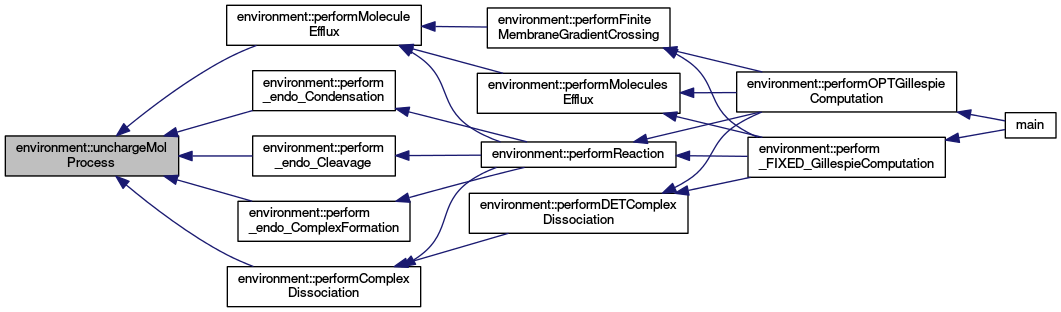 environment::unchargeMol
Process
environment::performMolecule
Efflux
environment::perform
_endo_Condensation
environment::perform
_endo_Cleavage
environment::perform
_endo_ComplexFormation
environment::performComplex
Dissociation
environment::performFinite
MembraneGradientCrossing
environment::performMolecules
Efflux
environment::performReaction
environment::performDETComplex
Dissociation
environment::performOPTGillespie
Computation
environment::perform
_FIXED_GillespieComputation
main